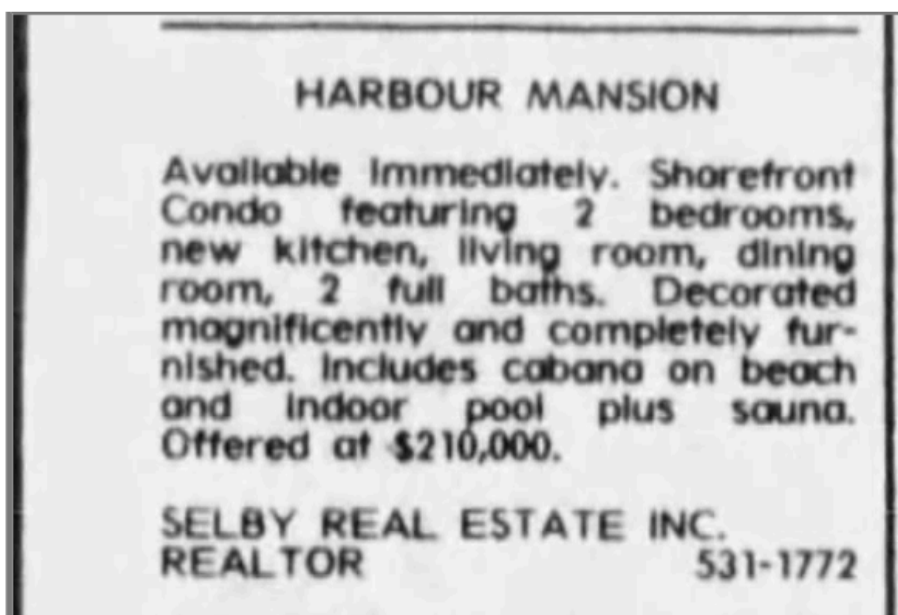 HARBOUR MANSION
Available Immediately. Shorefront
Condo featuring 2 bedrooms,
new kitchen, living room, dining
room, 2 full baths. Decorated
magnificently and completely fur-
nished. Includes cabana on beach
and indoor pool plus sauna.
Offered at $210,000.
SELBY REAL ESTATE INC.
REALTOR 531-1772